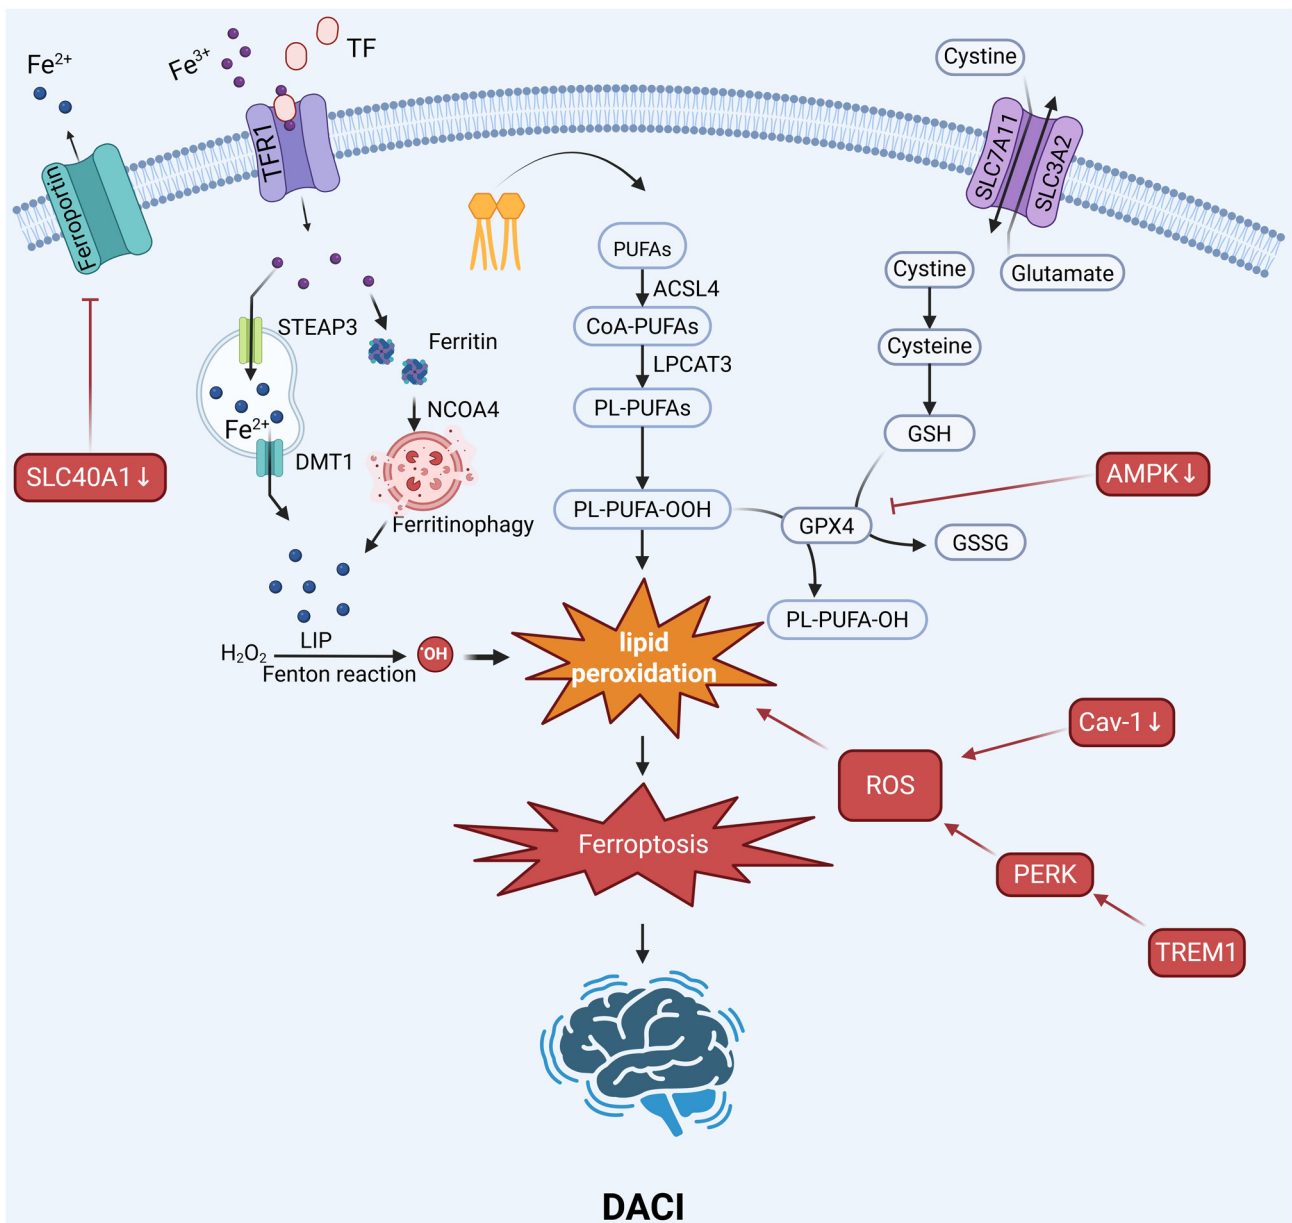 Fe2+
Fe3+
TF
Cystine
Ferroportin
TFR1
SLC7A11
SLC3A2
PUFAs
Cystine
Glutamate
ACSL4
STEAP3
CoA-PUFAs
Ferritin
Cysteine
LPCAT3
NCOA4
PL-PUFAs
Fe2+
GSH
DMT1
SLC40A1↓
AMPK↓
PL-PUFA-OOH
Ferritinophagy
GPX4
GSSG
PL-PUFA-OH
LIP
H2O2
•OH
Fenton reaction
lipid
peroxidation
Cav-1↓
ROS
Ferroptosis
PERK
TREM1
DACI